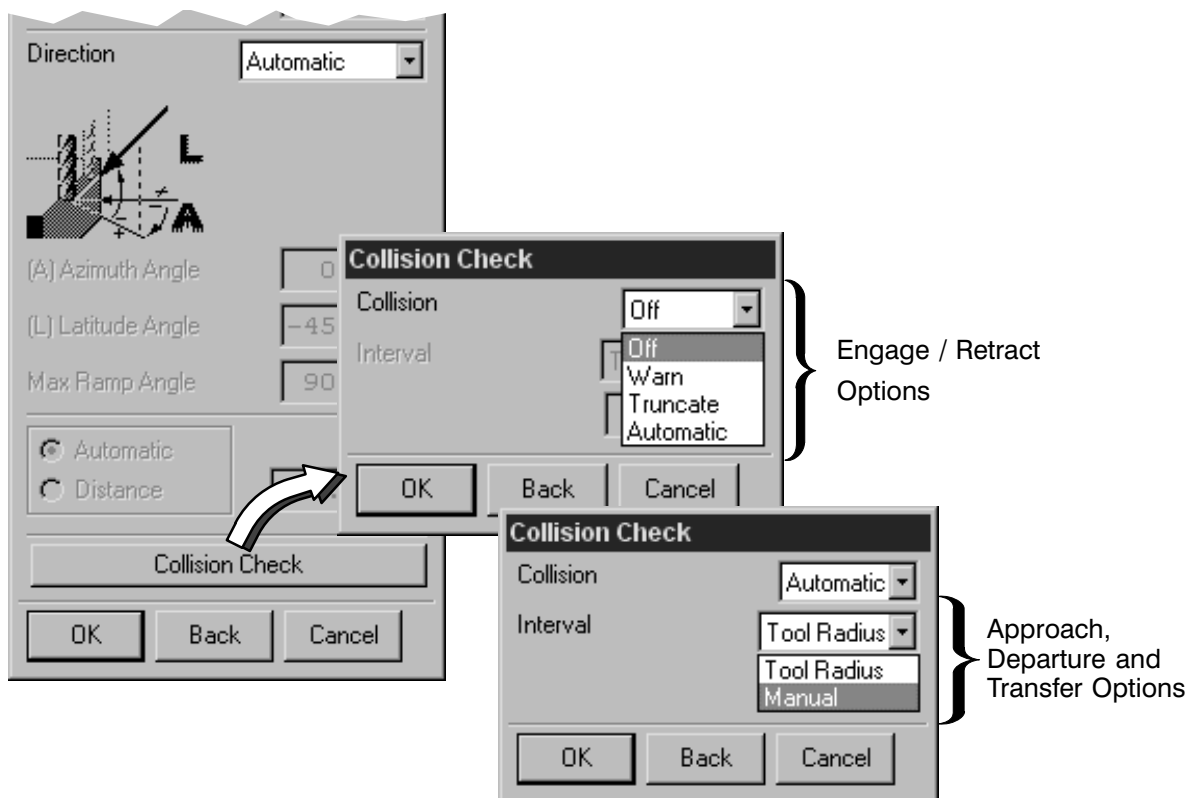 Direction
Automatic
L
A
(A) Azimuth Angle
0
(L) Latitude Angle
-45
Max Ramp Angle
90
Automatic
Distance
Collision Check
OK Back Cancel
Collision Check
Collision
Off
Interval
Off
Warn
Truncate
Automatic
OK Back Cancel
Engage / Retract
Options
Collision Check
Collision
Automatic
Interval
Tool Radius
Tool Radius
Manual
OK Back Cancel
Approach,
Departure and
Transfer Options